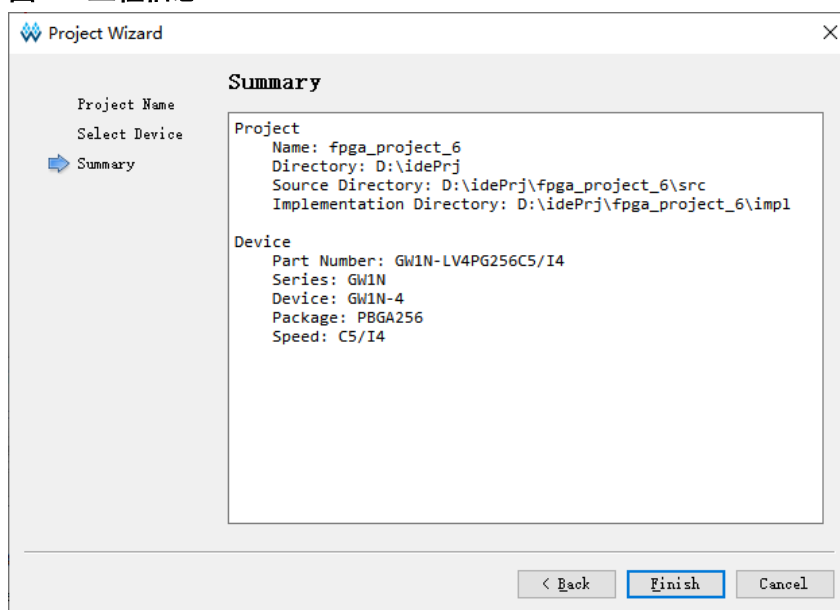 Project Wizard
Summary
Project Name
Select Device
Summary
Project
Name: fpga_project_6
Directory: D:\idePrj
Source Directory: D:\idePrj\fpga_project_6\src
Implementation Directory: D:\idePrj\fpga_project_6\impl
Device
Part Number: GW1N-LV4PG256C5/I4
Series: GW1N
Device: GW1N-4
Package: PBGA256
Speed: C5/I4
< Back
Finish
Cancel